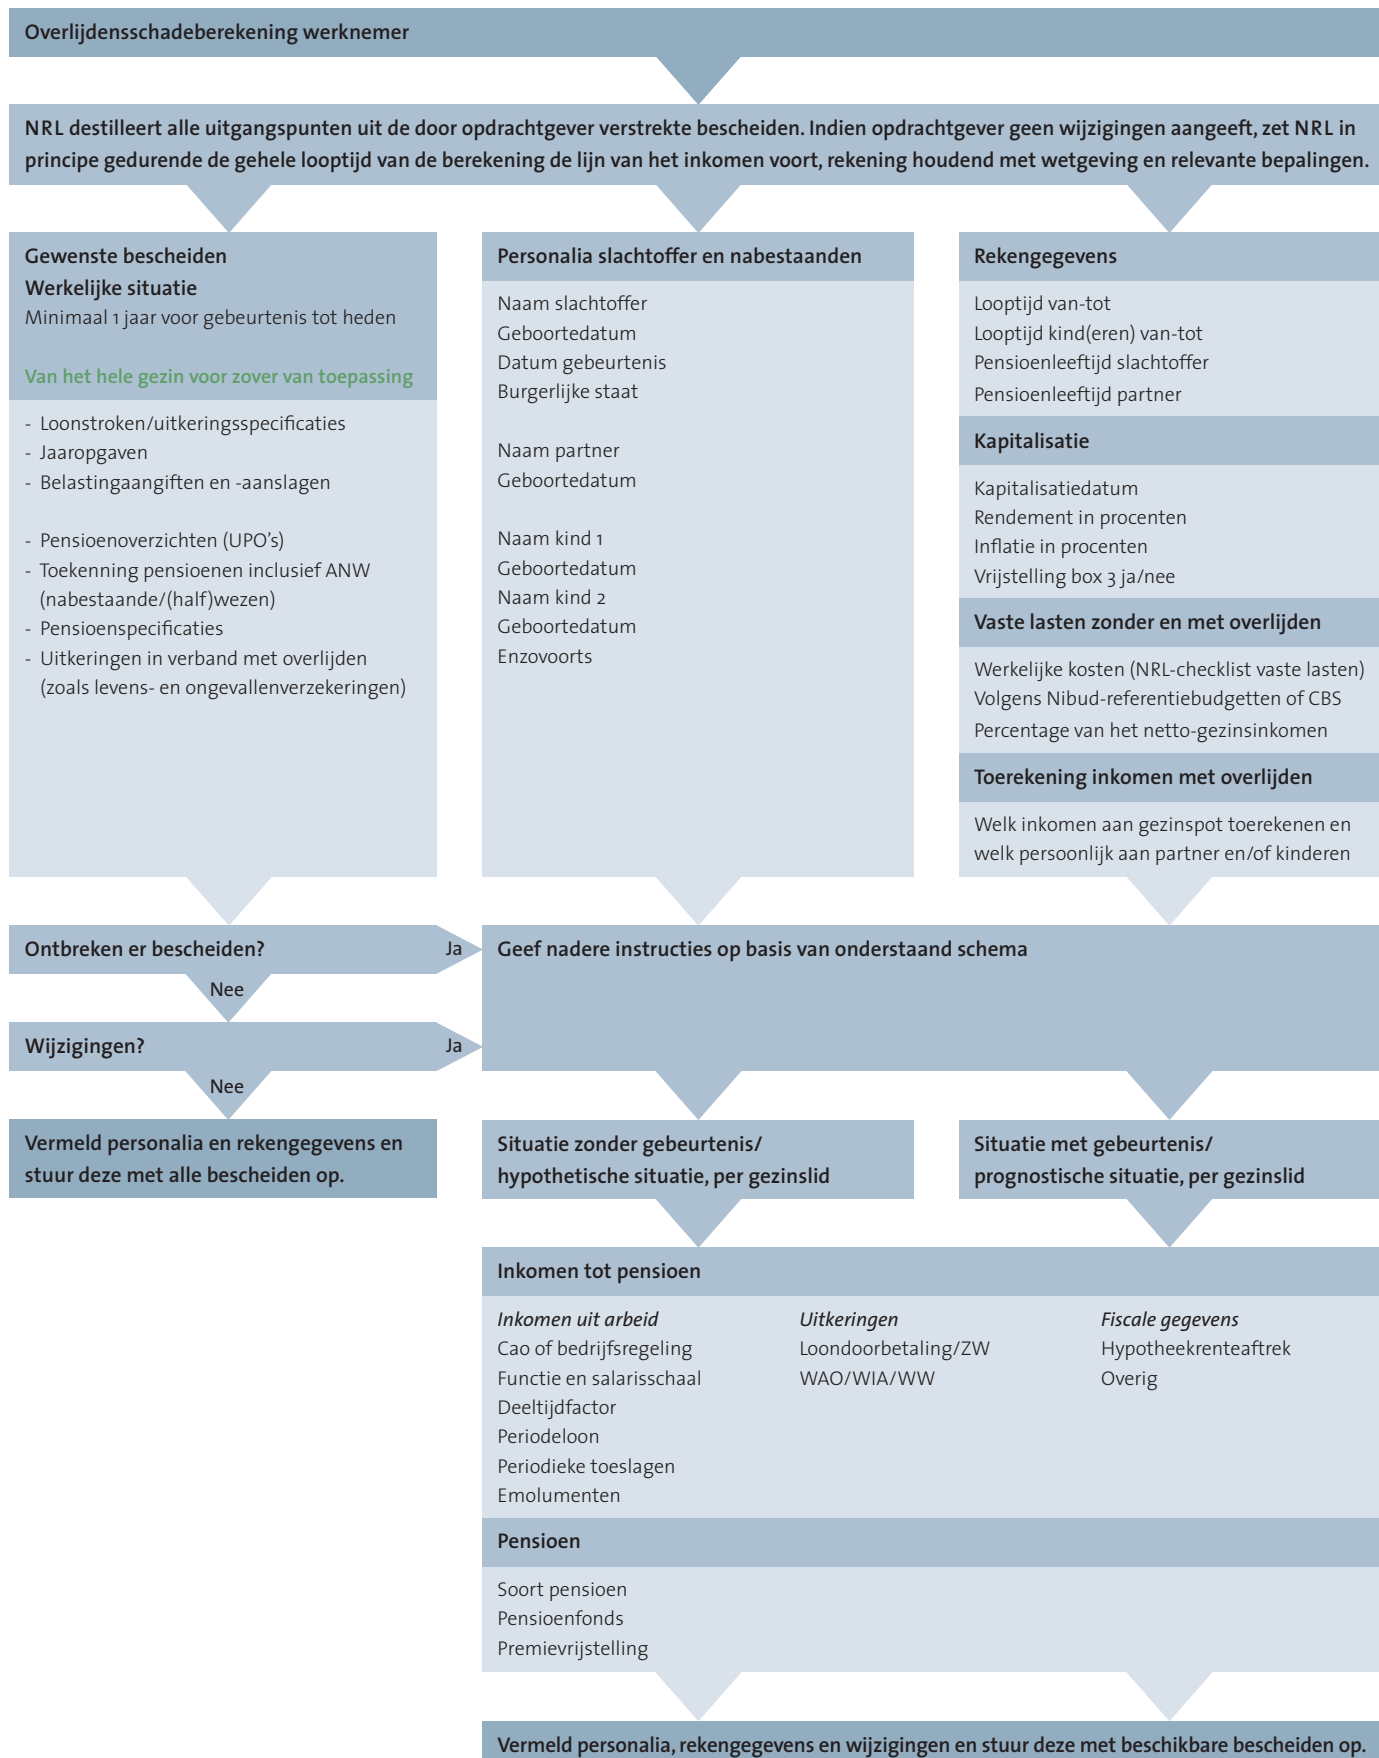 Overlijdensschadeberekening werknemer
NRL destilleert alle uitgangspunten uit de door opdrachtgever verstrekte bescheiden. Indien opdrachtgever geen wijzigingen aangeeft, zet NRL in
principe gedurende de gehele looptijd van de berekening de lijn van het inkomen voort, rekening houdend met wetgeving en relevante bepalingen.
Gewenste bescheiden
Werkelijke situatie
Minimaal 1 jaar voor gebeurtenis tot heden
Van het hele gezin voor zover van toepassing
- Loonstroken/uitkeringsspecificaties
- Jaaropgaven
- Belastingaangiften en -aanslagen
- Pensioenoverzichten (UPO's)
- Toekenning pensioenen inclusief ANW
(nabestaande/(half)wezen)
- Pensioenspecificaties
- Uitkeringen in verband met overlijden
(zoals levens- en ongevallenverzekeringen)
Personalia slachtoffer en nabestaanden
Naam slachtoffer
Geboortedatum
Datum gebeurtenis
Burgerlijke staat
Naam partner
Geboortedatum
Naam kind 1
Geboortedatum
Naam kind 2
Geboortedatum
Enzovoorts
Rekengegevens
Looptijd van-tot
Looptijd kind(eren) van-tot
Pensioenleeftijd slachtoffer
Pensioenleeftijd partner
Kapitalisatie
Kapitalisatiedatum
Rendement in procenten
Inflatie in procenten
Vrijstelling box 3 ja/nee
Vaste lasten zonder en met overlijden
Werkelijke kosten (NRL-checklist vaste lasten)
Volgens Nibud-referentiebudgetten of CBS
Percentage van het netto-gezinsinkomen
Toerekening inkomen met overlijden
Welk inkomen aan gezinspot toerekenen en
welk persoonlijk aan partner en/of kinderen
Ontbreken er bescheiden?
Ja
Nee
Wijzigingen?
Ja
Nee
Vermeld personalia en rekengegevens en
stuur deze met alle bescheiden op.
Geef nadere instructies op basis van onderstaand schema
Situatie zonder gebeurtenis/
hypothetische situatie, per gezinslid
Situatie met gebeurtenis/
prognostische situatie, per gezinslid
Inkomen tot pensioen
Inkomen uit arbeid
Cao of bedrijfsregeling
Functie en salarisschaal
Deeltijdfactor
Periodeloon
Periodieke toeslagen
Emolumenten
Uitkeringen
Loondoorbetaling/ZW
WAO/WIA/WW
Fiscale gegevens
Hypotheekrenteaftrek
Overig
Pensioen
Soort pensioen
Pensioenfonds
Premievrijstelling
Vermeld personalia, rekengegevens en wijzigingen en stuur deze met beschikbare bescheiden op.